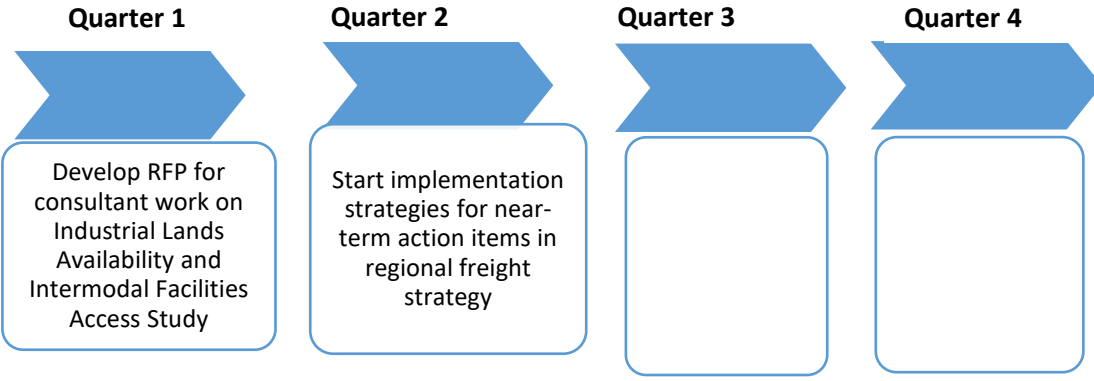 Quarter 1
Quarter 2
Quarter 3
Quarter 4
Develop RFP for
consultant work on
Industrial Lands
Availability and
Intermodal Facilities
Access Study
Start implementation
strategies for near-
term action items in
regional freight
strategy